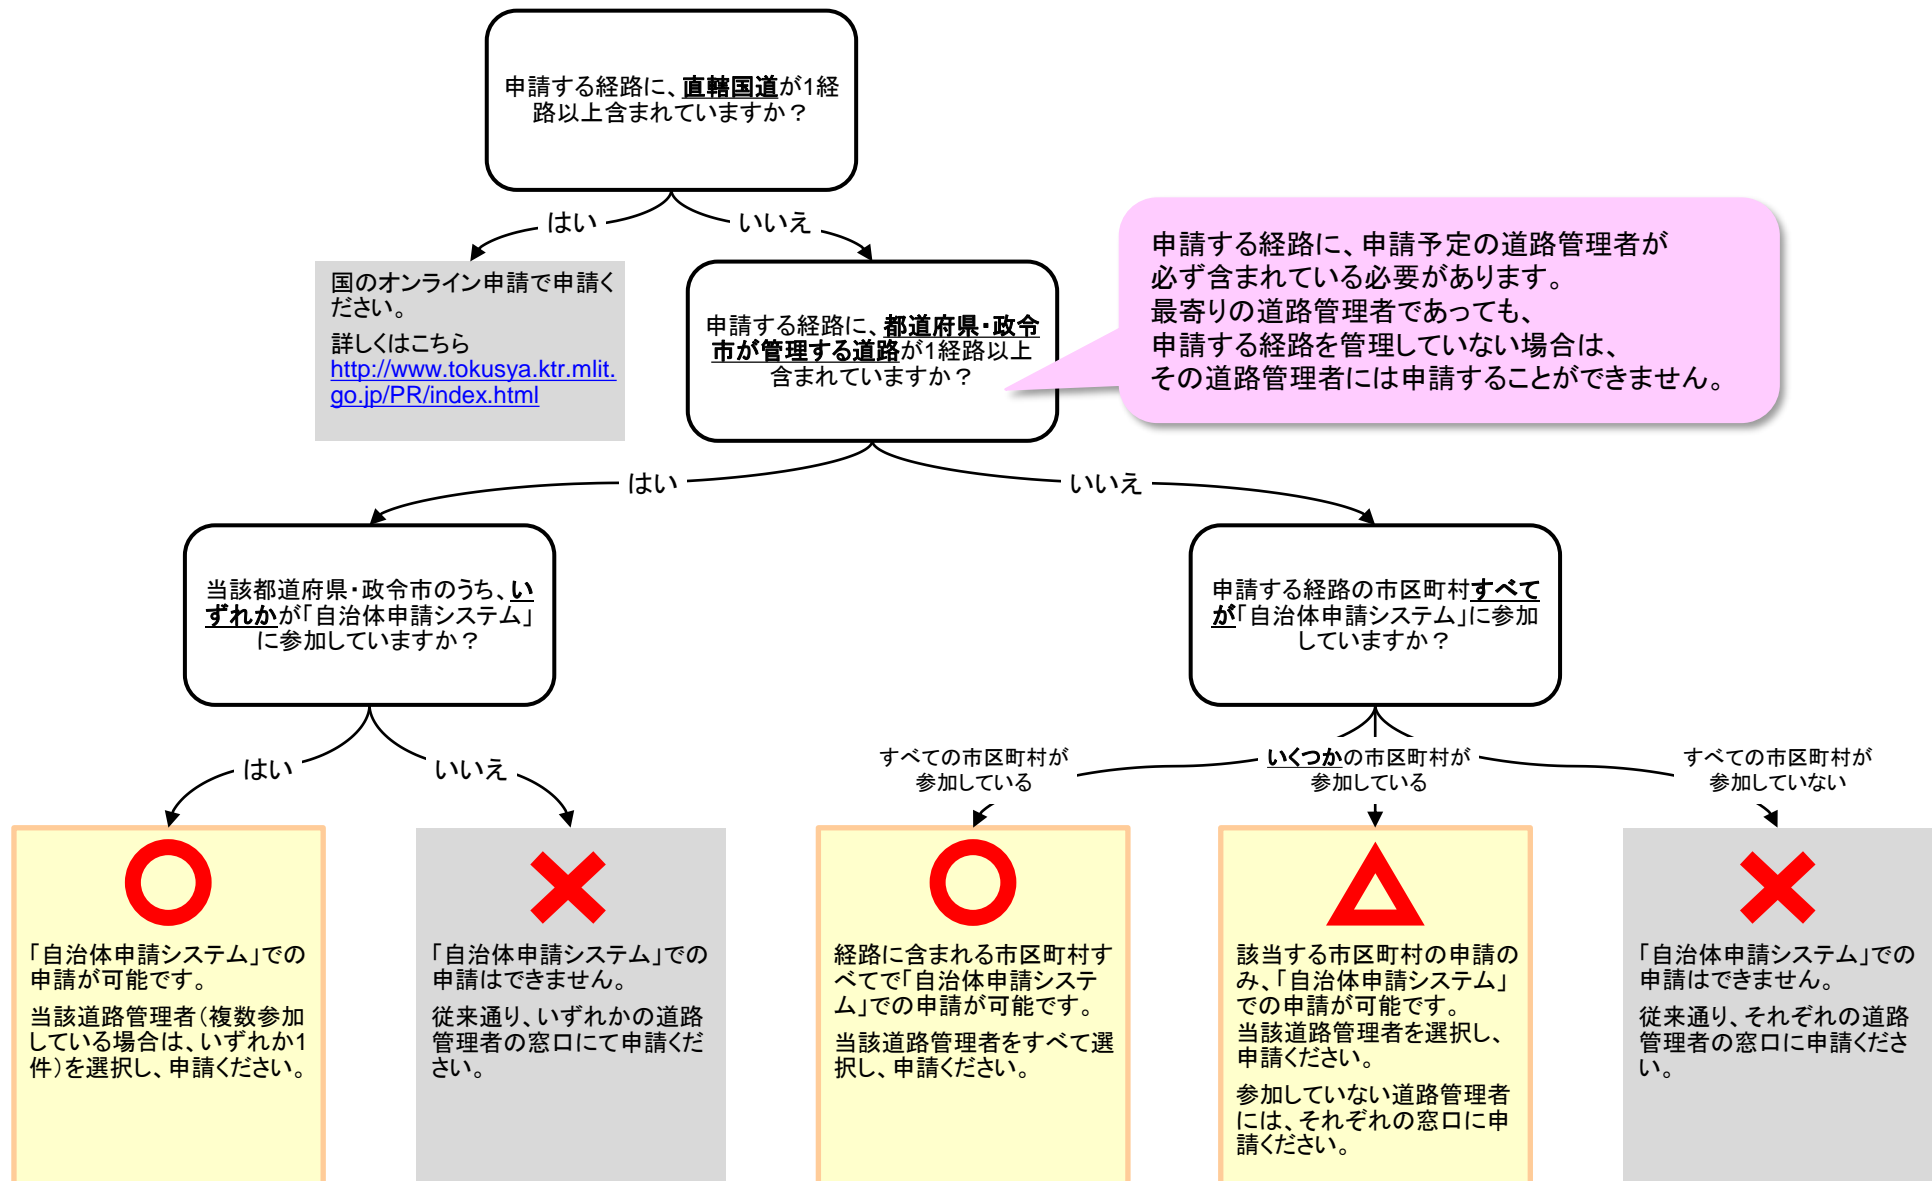 申請する経路に、直轄国道が1経
路以上含まれていますか？
はい
いいえ
国のオンライン申請で申請く
ださい。
詳しくはこちら
http://www.tokusya.ktr.mlit.
go.jp/PR/index.html
申請する経路に、都道府県・政令
市が管理する道路が1経路以上
含まれていますか？
申請する経路に、申請予定の道路管理者が
必ず含まれている必要があります。
最寄りの道路管理者であっても、
申請する経路を管理していない場合は、
その道路管理者には申請することができません。
はい
いいえ
当該都道府県・政令市のうち、い
ずれかが「自治体申請システム」
に参加していますか？
申請する経路の市区町村すべて
が「自治体申請システム」に参加
していますか？
はい
いいえ
すべての市区町村が
参加している
いくつかの市区町村が
参加している
すべての市区町村が
参加していない
「自治体申請システム」での
申請が可能です。
当該道路管理者（複数参加
している場合は、いずれか1
件）を選択し、申請ください。
「自治体申請システム」での
申請はできません。
従来通り、いずれかの道路
管理者の窓口にて申請くだ
さい。
経路に含まれる市区町村す
べてで「自治体申請システ
ム」での申請が可能です。
当該道路管理者をすべて選
択し、申請ください。
該当する市区町村の申請の
み、「自治体申請システム」
での申請が可能です。
当該道路管理者を選択し、
申請ください。
参加していない道路管理者
には、それぞれの窓口に申
請ください。
「自治体申請システム」での
申請はできません。
従来通り、それぞれの道路
管理者の窓口に申請くださ
い。